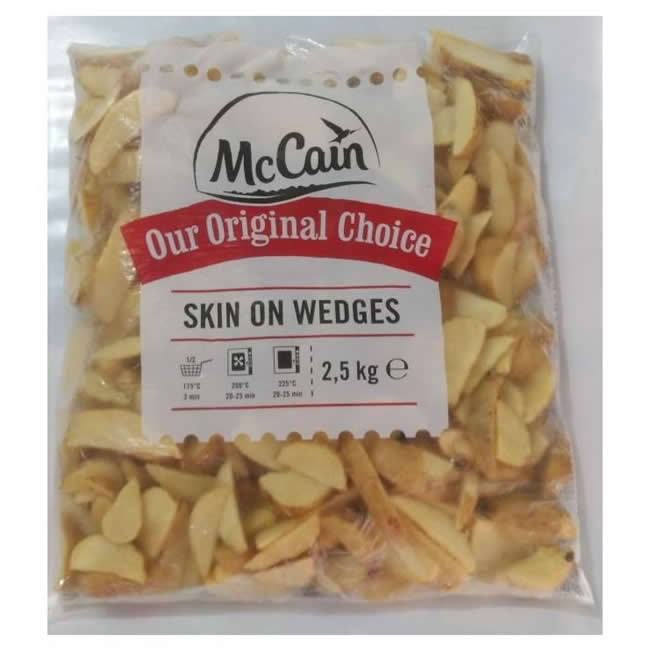 McCain
Our Original Choice
SKIN ON WEDGES
1/2
175°C
3 min
200°C
20-25 min
225°C
20-25 min
2,5 kg e